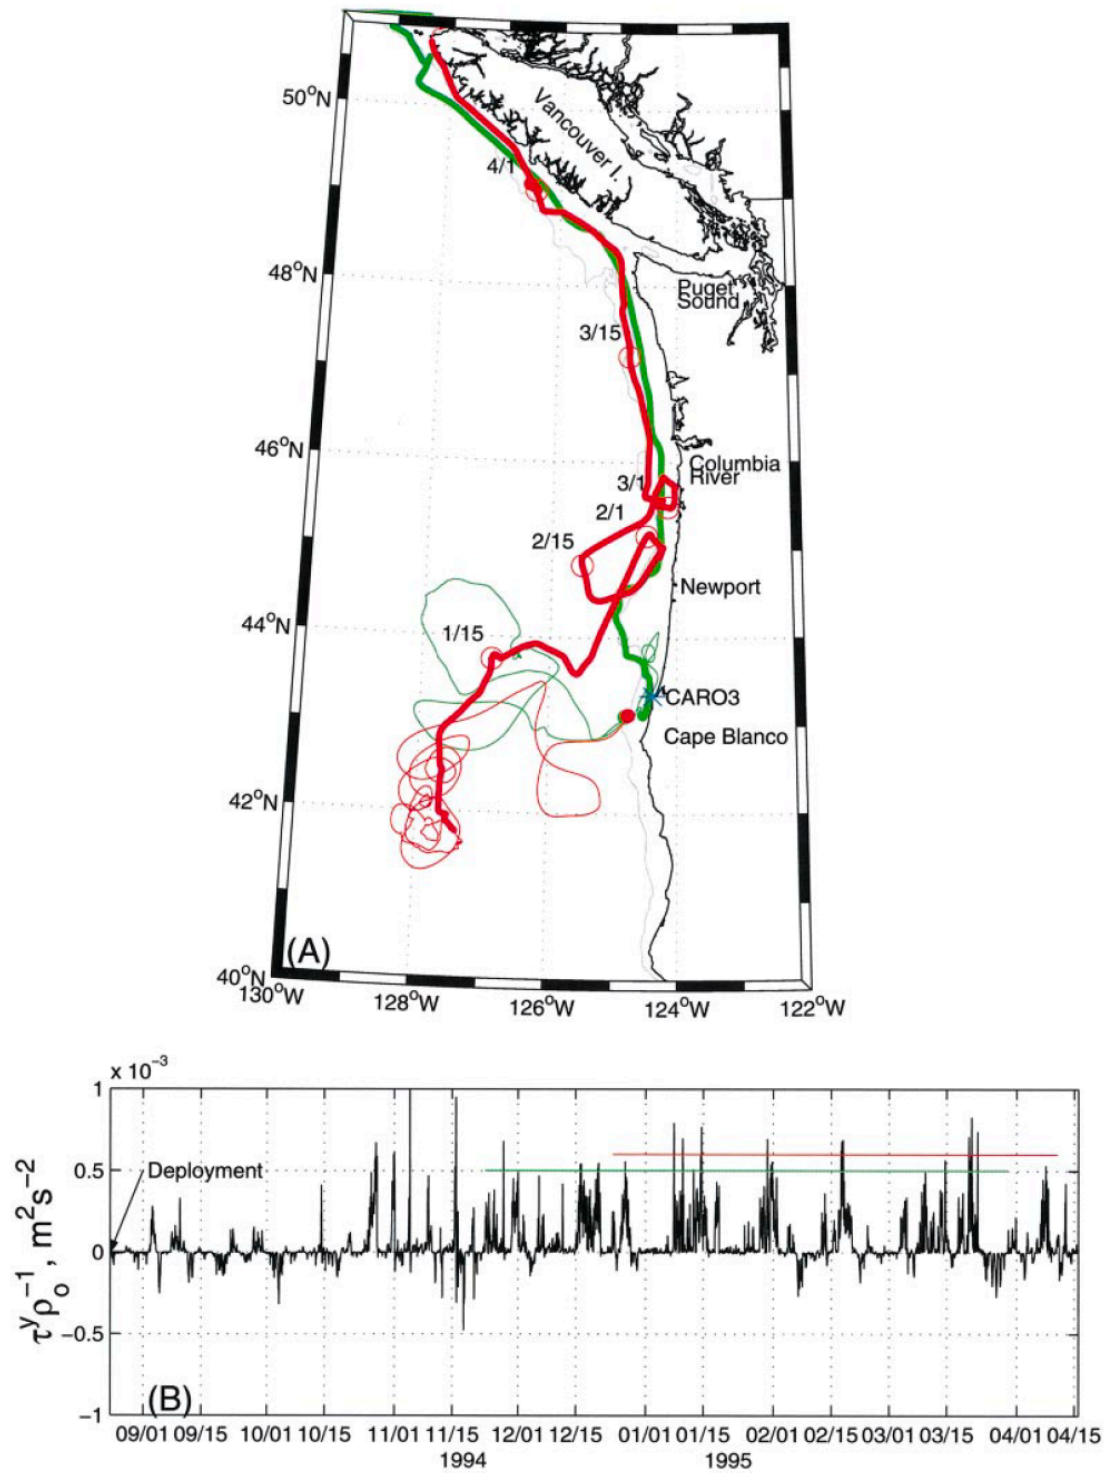 50°N
Vancouver I.
4/1
48°N
Puget
Sound
3/15
46°N
Columbia
River
3/1
2/1
2/15
Newport
44°N
1/15
CARO3
Cape Blanco
42°N
(A)
40°N
130°W 128°W 126°W 124°W 122°W
x 10⁻³
1
Deployment
0.5
0
τʸρₒ⁻¹, m²s⁻²
−0.5
(B)
−1
09/01 09/15 10/01 10/15 11/01 11/15 12/01 12/15 01/01 01/15 02/01 02/15 03/01 03/15 04/01 04/15
1994 1995